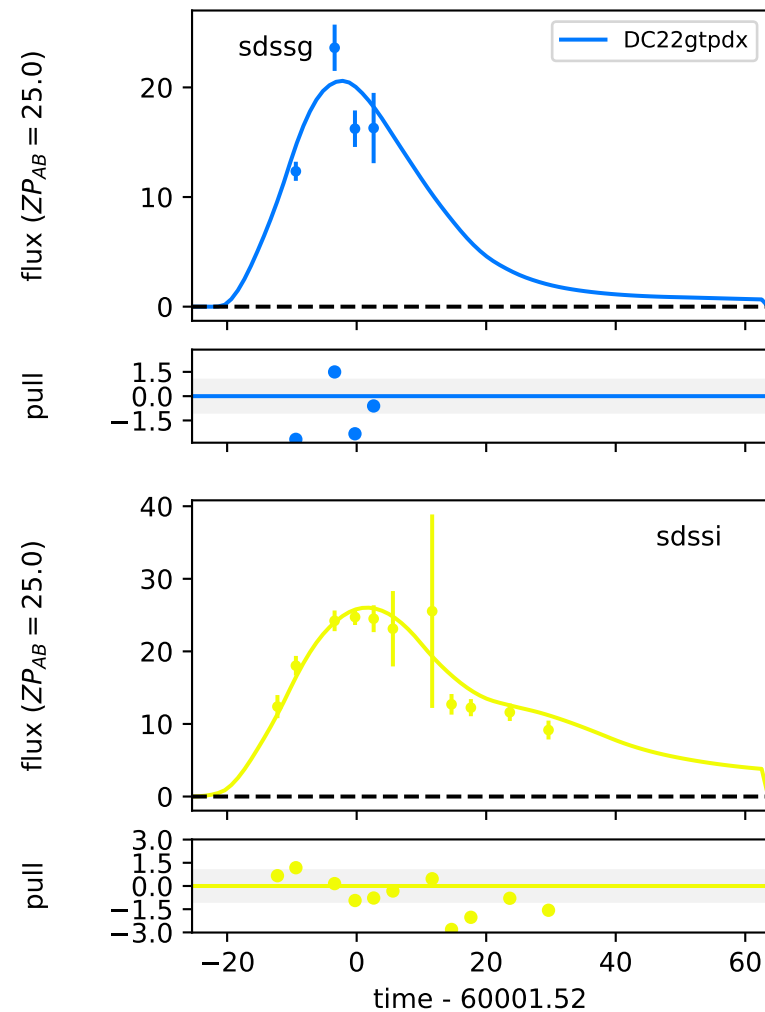 sdssg
DC22gtpdx
flux (ZP_AB = 25.0)
20
10
0
pull
1.5
0.0
−1.5
sdssi
flux (ZP_AB = 25.0)
40
30
20
10
0
pull
3.0
1.5
0.0
−1.5
−3.0
−20 0 20 40 60
time - 60001.52